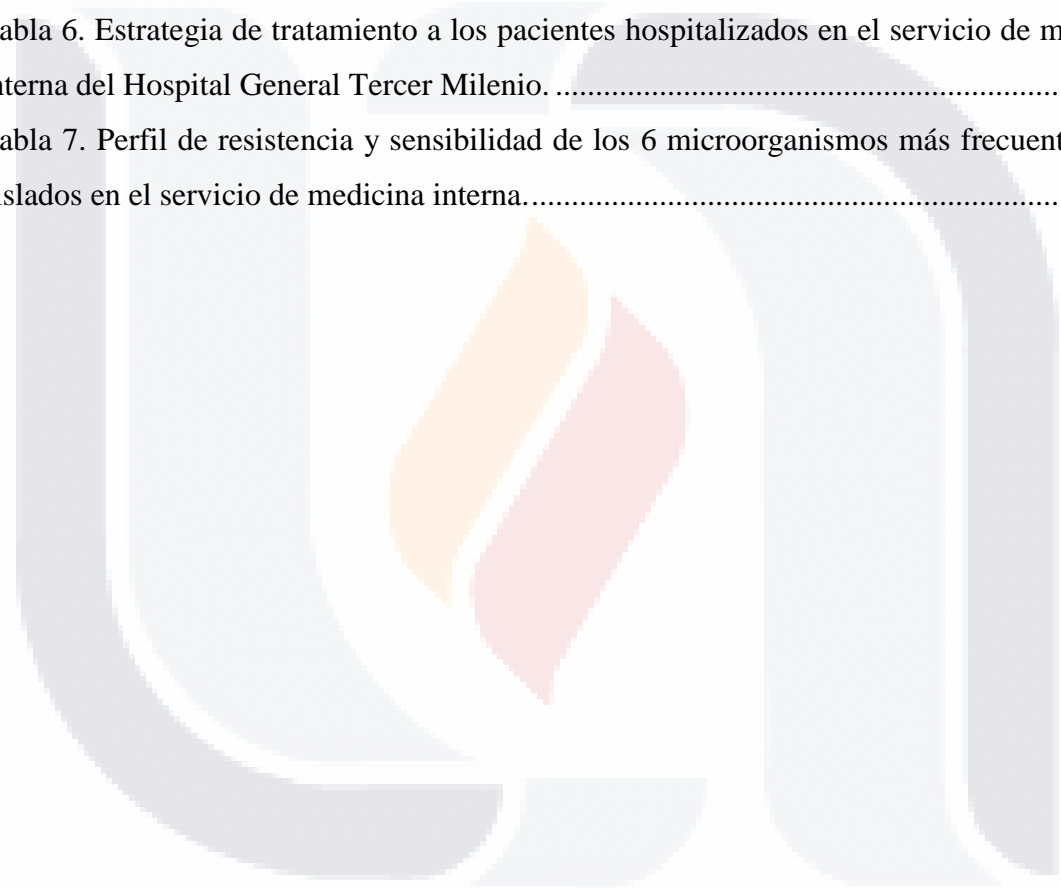 abla 6. Estrategia de tratamiento a los pacientes hospitalizados en el servicio de m
nterna del Hospital General Tercer Milenio. ................................................................
abla 7. Perfil de resistencia y sensibilidad de los 6 microorganismos más frecuent
islados en el servicio de medicina interna...................................................................